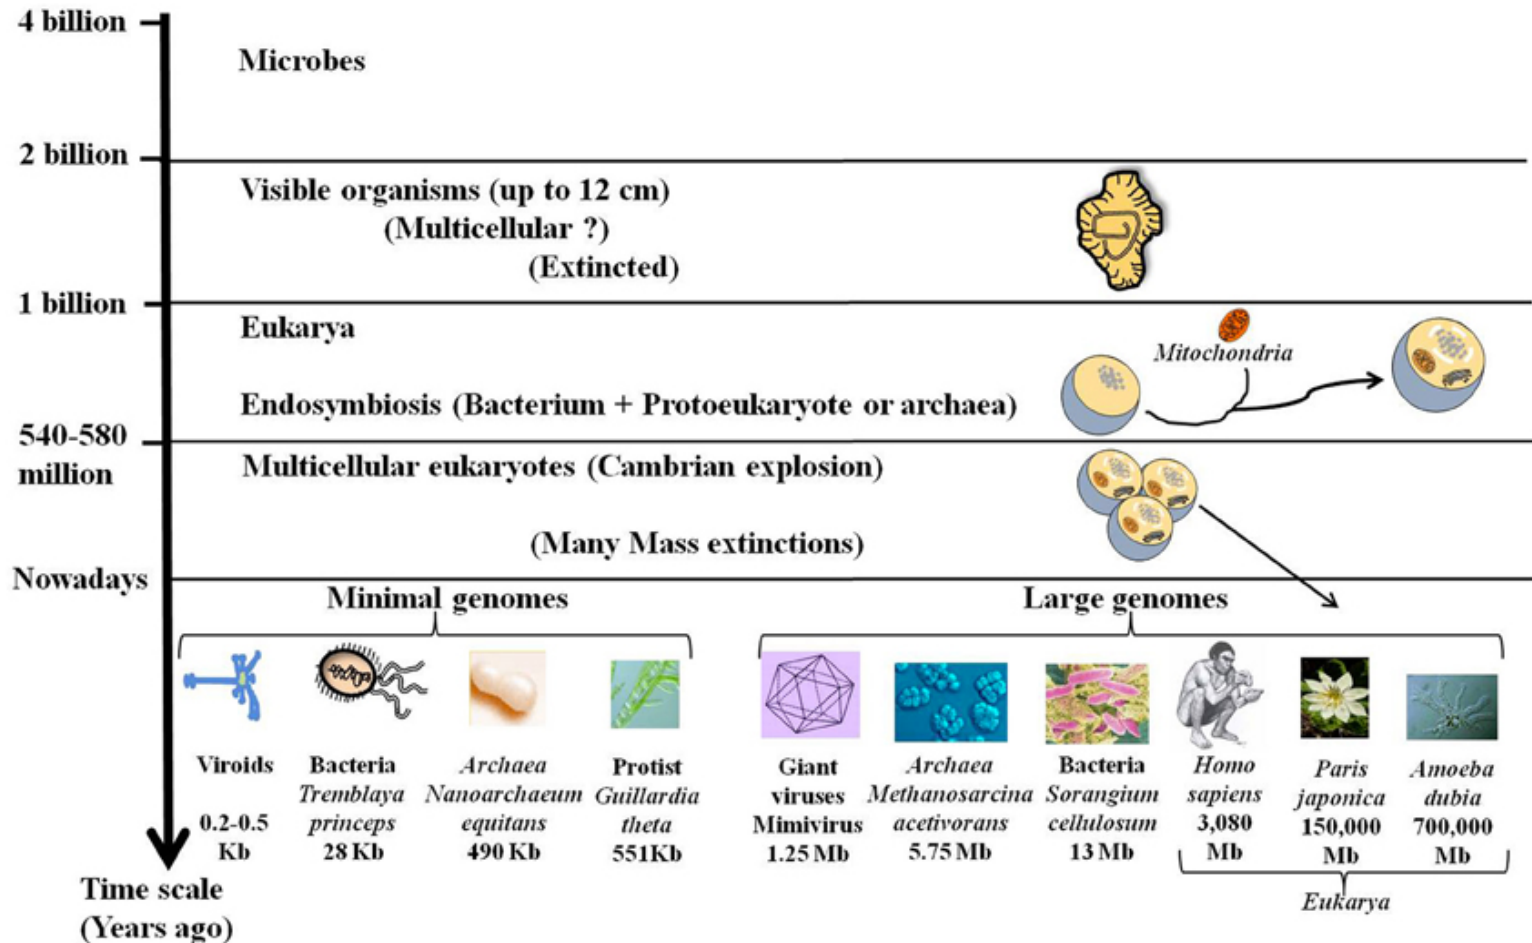 4 billion
Microbes
2 billion
Visible organisms (up to 12 cm)
(Multicellular ?)
(Extincted)
1 billion
Eukarya
Mitochondria
Endosymbiosis (Bacterium + Protoeukaryote or archaea)
540-580
million
Multicellular eukaryotes (Cambrian explosion)
(Many Mass extinctions)
Nowadays
Minimal genomes
Large genomes
Viroids
0.2-0.5
Kb
Bacteria
Tremblaya
princeps
28 Kb
Archaea
Nanoarchaeum
equitans
490 Kb
Protist
Guillardia
theta
551Kb
Giant
viruses
Mimivirus
1.25 Mb
Archaea
Methanosarcina
acetivorans
5.75 Mb
Bacteria
Sorangium
cellulosum
13 Mb
Homo
sapiens
3,080
Mb
Paris
japonica
150,000
Mb
Amoeba
dubia
700,000
Mb
Eukarya
Time scale
(Years ago)